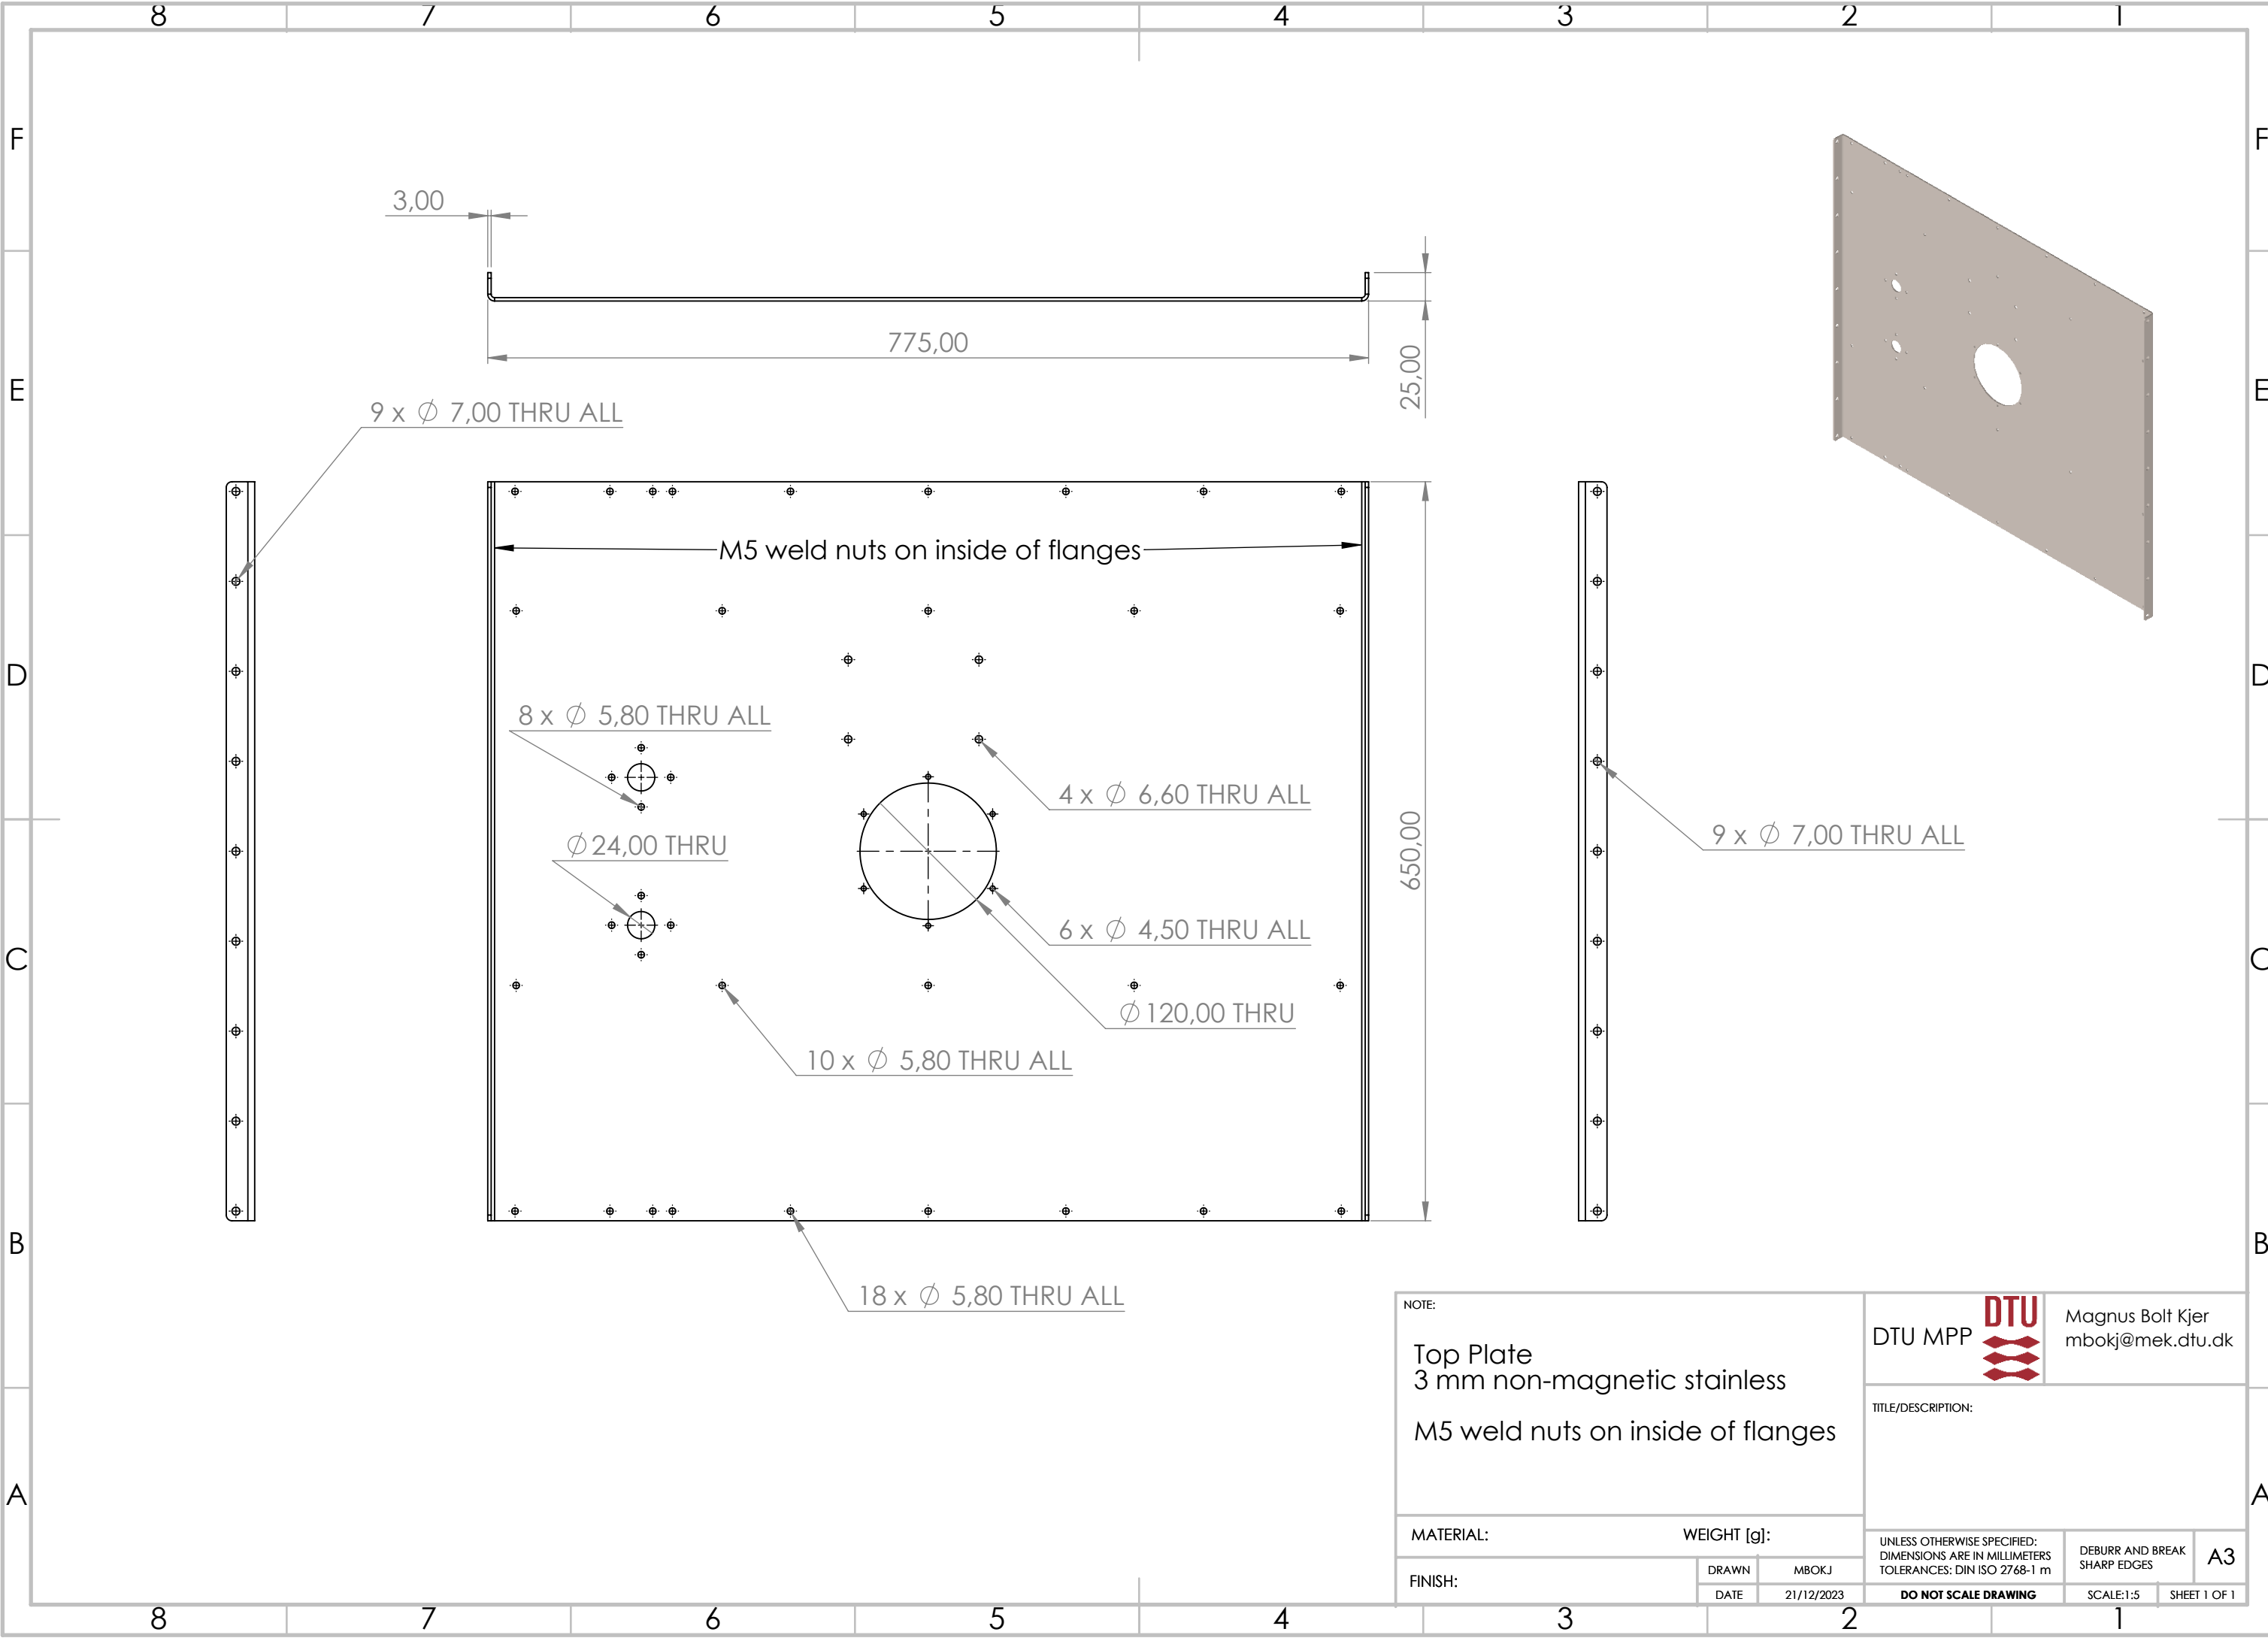 8 7 6 5 4 3 2 1
F F
3,00
775,00
25,00
E E
9 x ∅ 7,00 THRU ALL
M5 weld nuts on inside of flanges
D D
8 x ∅ 5,80 THRU ALL
4 x ∅ 6,60 THRU ALL
∅24,00 THRU
650,00
9 x ∅ 7,00 THRU ALL
6 x ∅ 4,50 THRU ALL
C C
∅120,00 THRU
10 x ∅ 5,80 THRU ALL
B B
18 x ∅ 5,80 THRU ALL
NOTE:
Top Plate
3 mm non-magnetic stainless
M5 weld nuts on inside of flanges
DTU MPP
DTU
Magnus Bolt Kjer
mbokj@mek.dtu.dk
TITLE/DESCRIPTION:
A A
MATERIAL: WEIGHT [g]:
FINISH:
DRAWN MBOKJ
DATE 21/12/2023
UNLESS OTHERWISE SPECIFIED:
DIMENSIONS ARE IN MILLIMETERS
TOLERANCES: DIN ISO 2768-1 m
DEBURR AND BREAK
SHARP EDGES
A3
DO NOT SCALE DRAWING
SCALE:1:5
SHEET 1 OF 1
8 7 6 5 4 3 2 1